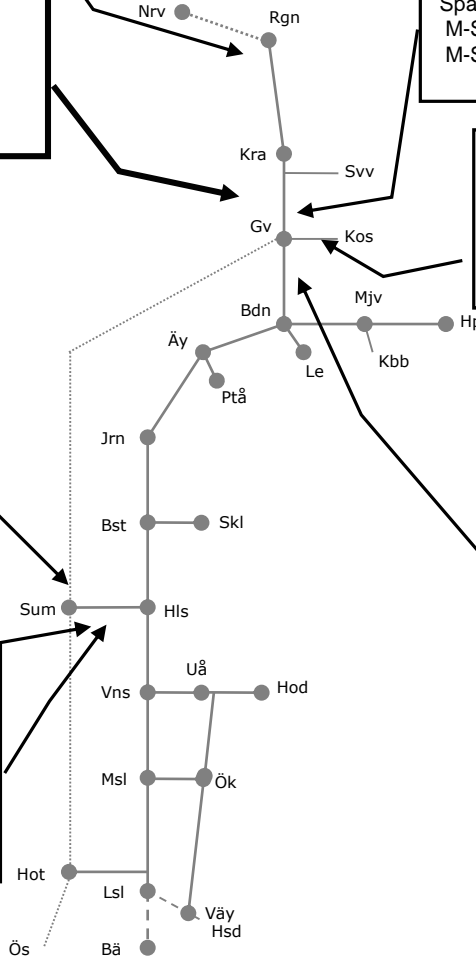 Spå
M-S
M-S
Nrv
Rgn
Kra
Svv
Gv
Kos
Mjv
Bdn
Hp
Äy
Le
Kbb
Ptå
Jrn
Bst
Skl
Sum
Hls
Uå
Vns
Hod
Msl
Ök
Hot
Lsl
Väy
Hsd
Ös
Bä